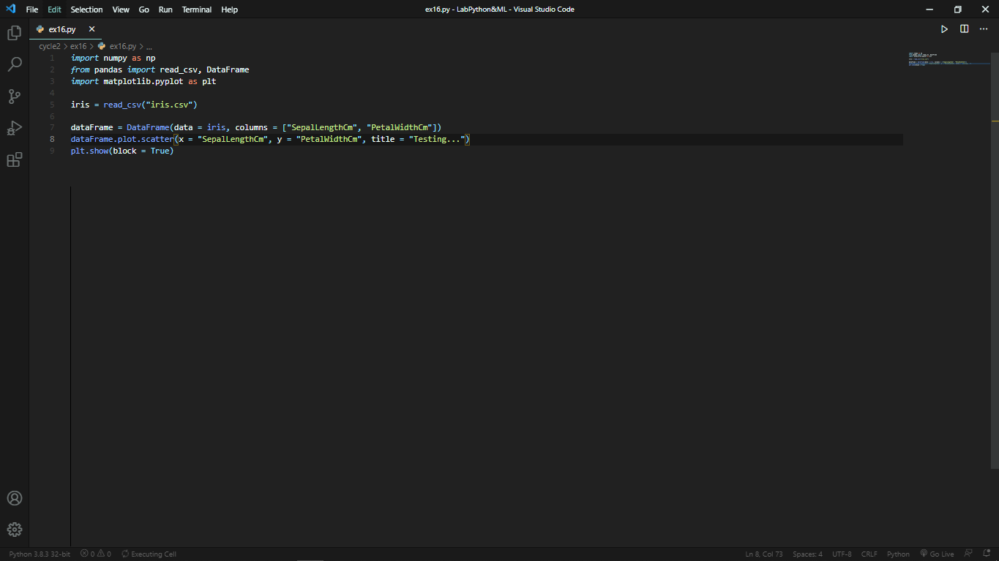 File Edit Selection View Go Run Terminal Help ex16.py - LabPython&ML - Visual Studio Code
ex16.py
cycle2 > ex16 > ex16.py > ...
1 import numpy as np
2 from pandas import read_csv, DataFrame
3 import matplotlib.pyplot as plt
4
5 iris = read_csv("iris.csv")
6
7 dataFrame = DataFrame(data = iris, columns = ["SepalLengthCm", "PetalWidthCm"])
8 dataFrame.plot.scatter(x = "SepalLengthCm", y = "PetalWidthCm", title = "Testing...")
9 plt.show(block = True)
Python 3.8.3 32-bit 0 0 Executing Cell Ln 8, Col 73 Spaces: 4 UTF-8 CRLF Python Go Live